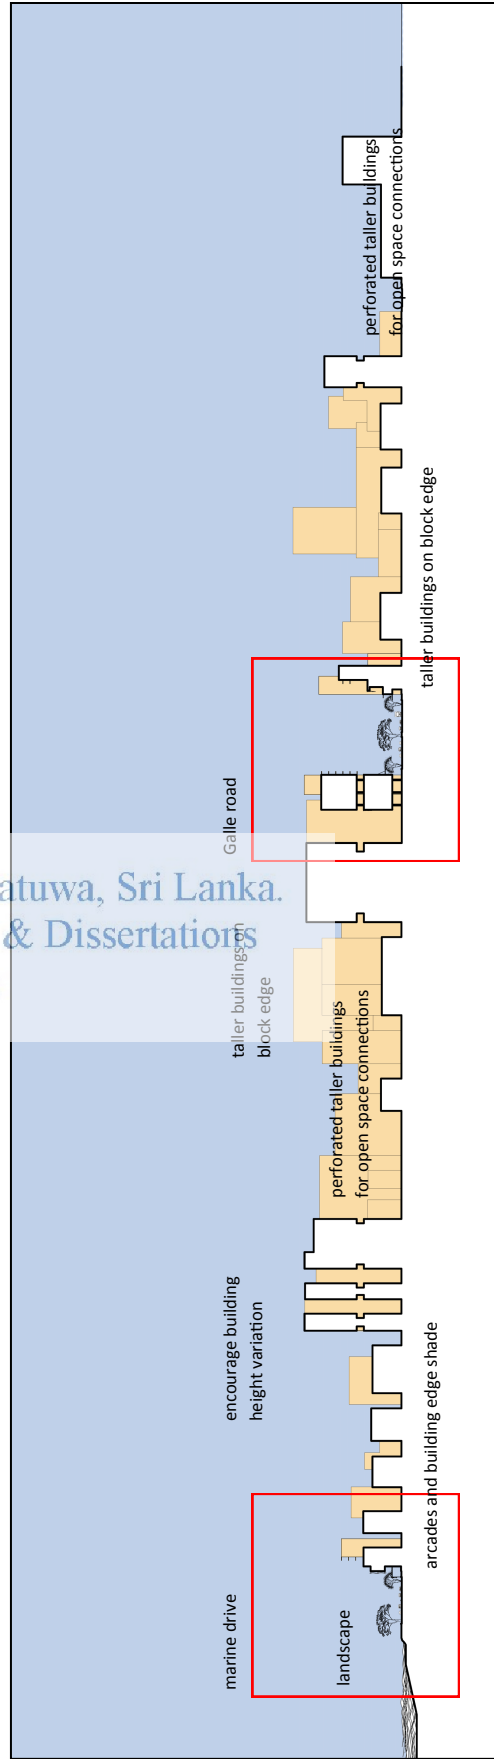 marine drive
landscape
arcades and building edge shade
encourage building
height variation
perforated taller buildings
for open space connections
taller buildings on
block edge
Galle road
taller buildings on block edge
perforated taller buildings
for open space connections
atuwa, Sri Lanka.
& Dissertations